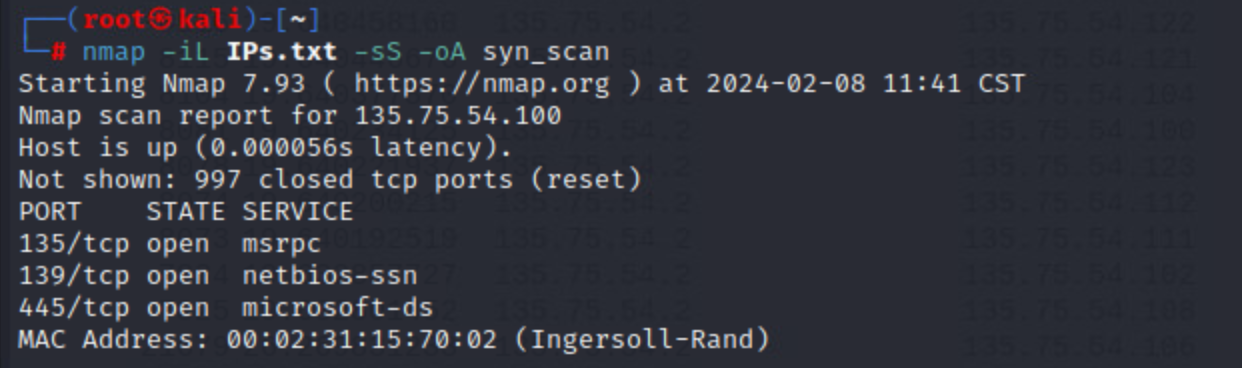 ┌──(root㉿kali)-[~]
└─# nmap -iL IPs.txt -sS -oA syn_scan
Starting Nmap 7.93 ( https://nmap.org ) at 2024-02-08 11:41 CST
Nmap scan report for 135.75.54.100
Host is up (0.000056s latency).
Not shown: 997 closed tcp ports (reset)
PORT    STATE SERVICE
135/tcp open  msrpc
139/tcp open  netbios-ssn
445/tcp open  microsoft-ds
MAC Address: 00:02:31:15:70:02 (Ingersoll-Rand)